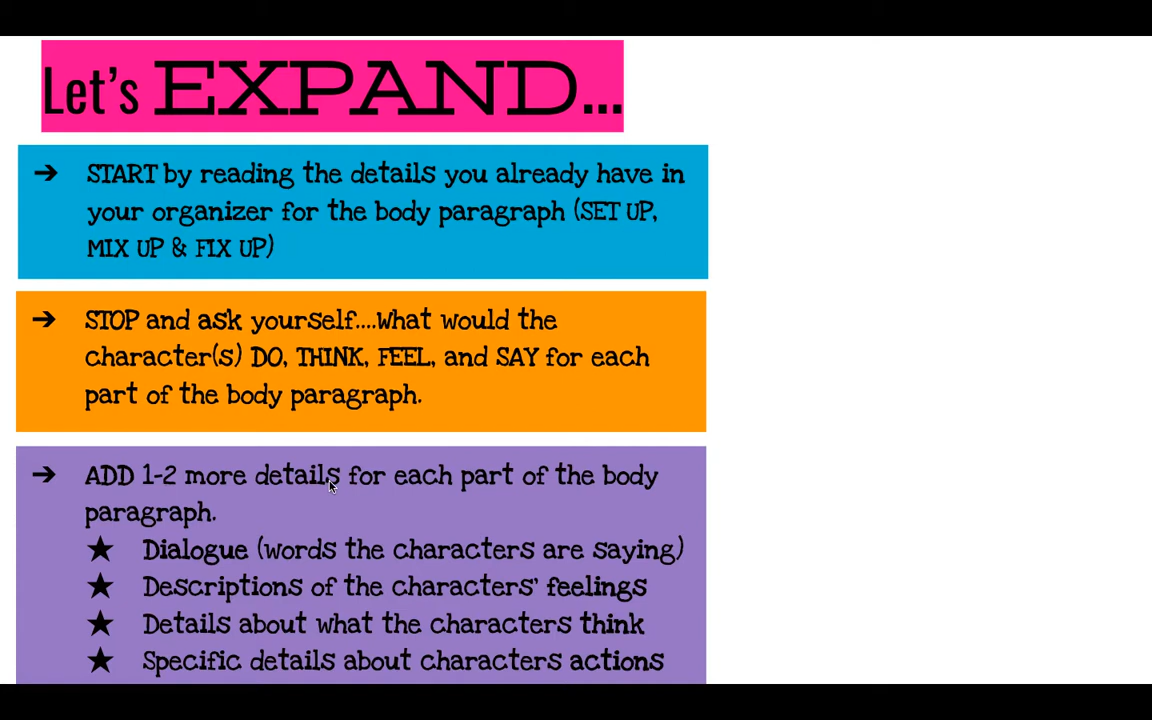 Let's EXPAND...
➔ START by reading the details you already have in
your organizer for the body paragraph (SET UP,
MIX UP & FIX UP)
➔ STOP and ask yourself....What would the
character(s) DO, THINK, FEEL, and SAY for each
part of the body paragraph.
➔ ADD 1-2 more details for each part of the body
paragraph.
★ Dialogue (words the characters are saying)
★ Descriptions of the characters' feelings
★ Details about what the characters think
★ Specific details about characters actions